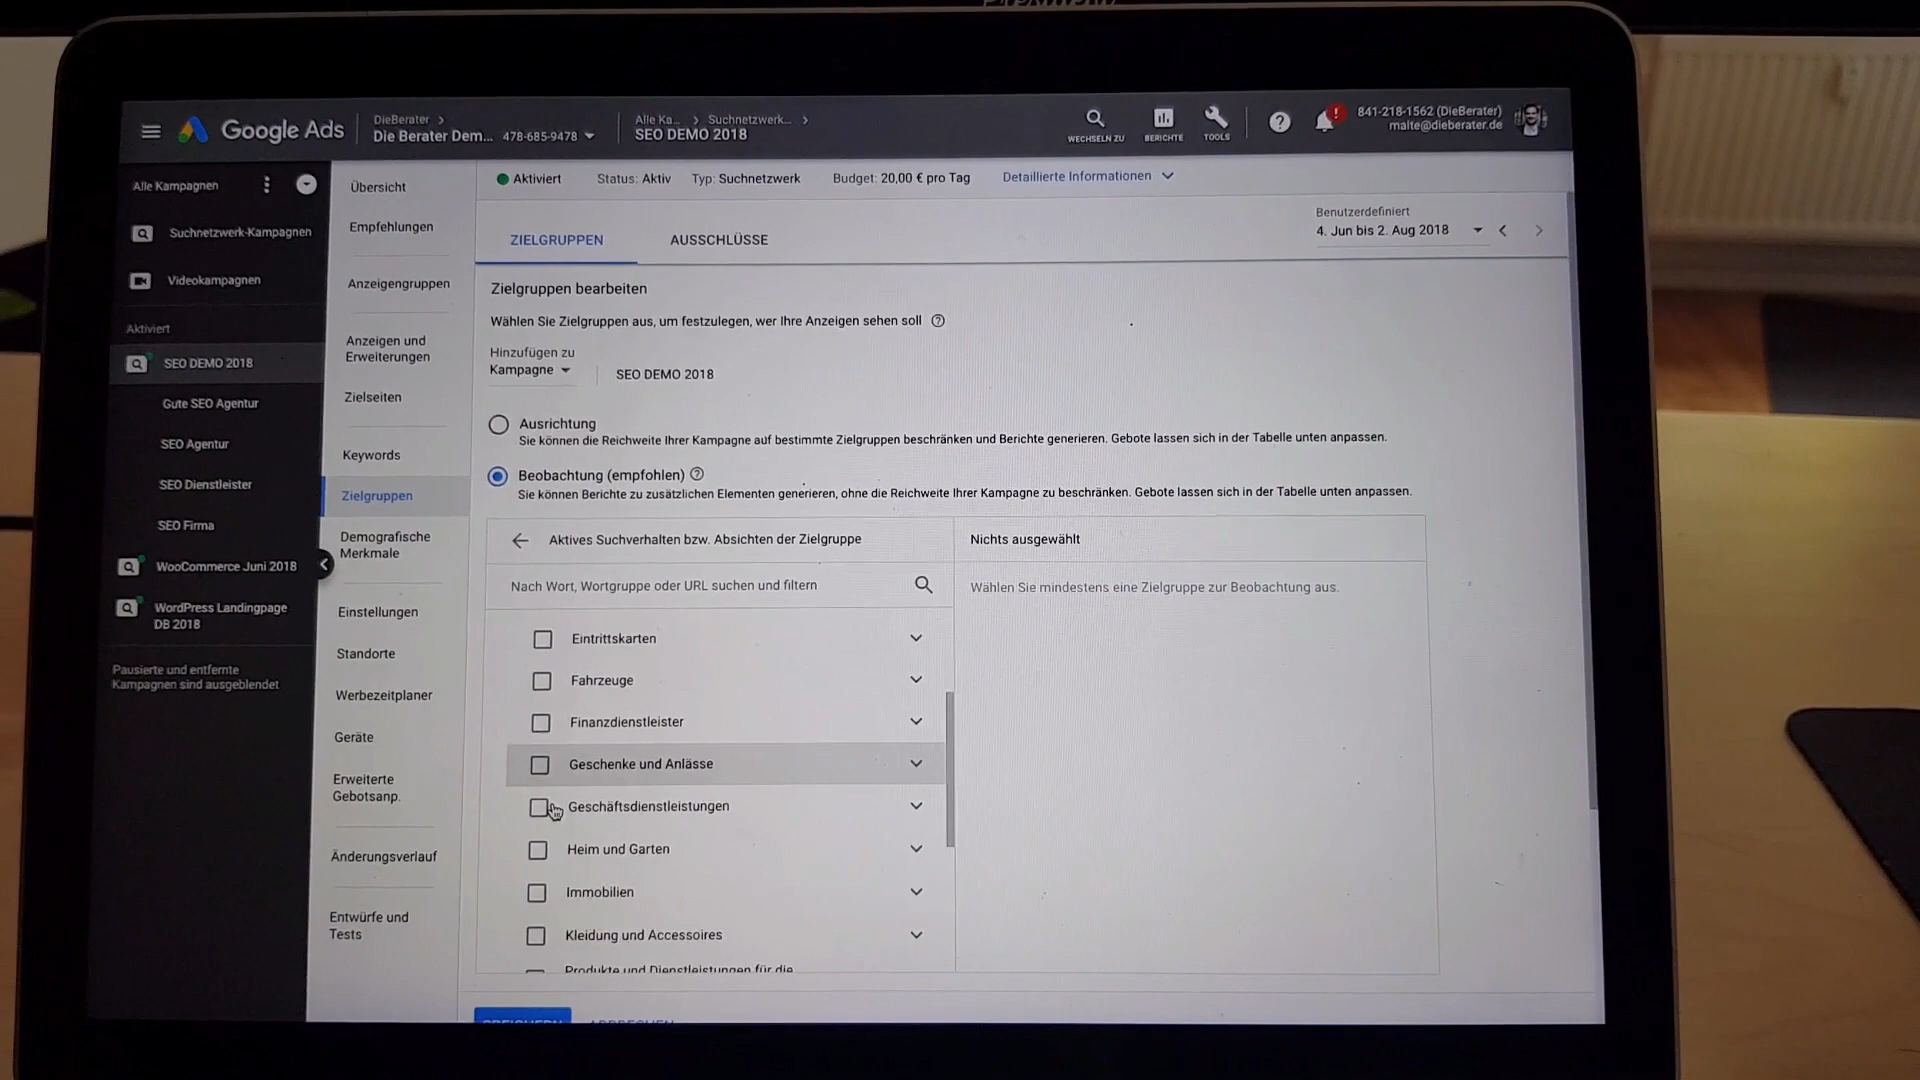 Google Ads
DieBerater >
Die Berater Dem... 478-685-9478
Alle Ka... > Suchnetzwerk... >
SEO DEMO 2018
WECHSELN ZU
BERICHTE
TOOLS
841-218-1562 (DieBerater)
malte@dieberater.de
Alle Kampagnen
Suchnetzwerk-Kampagnen
Videokampagnen
Aktiviert
SEO DEMO 2018
Gute SEO Agentur
SEO Agentur
SEO Dienstleister
SEO Firma
WooCommerce Juni 2018
WordPress Landingpage
DB 2018
Pausierte und entfernte
Kampagnen sind ausgeblendet
Übersicht
Empfehlungen
Anzeigengruppen
Anzeigen und
Erweiterungen
Zielseiten
Keywords
Zielgruppen
Demografische
Merkmale
Einstellungen
Standorte
Werbezeitplaner
Geräte
Erweiterte
Gebotsanp.
Änderungsverlauf
Entwürfe und
Tests
Aktiviert Status: Aktiv Typ: Suchnetzwerk Budget: 20,00 € pro Tag Detaillierte Informationen
ZIELGRUPPEN AUSSCHLÜSSE
Benutzerdefiniert
4. Jun bis 2. Aug 2018
Zielgruppen bearbeiten
Wählen Sie Zielgruppen aus, um festzulegen, wer Ihre Anzeigen sehen soll
Hinzufügen zu
Kampagne SEO DEMO 2018
Ausrichtung
Sie können die Reichweite Ihrer Kampagne auf bestimmte Zielgruppen beschränken und Berichte generieren. Gebote lassen sich in der Tabelle unten anpassen.
Beobachtung (empfohlen)
Sie können Berichte zu zusätzlichen Elementen generieren, ohne die Reichweite Ihrer Kampagne zu beschränken. Gebote lassen sich in der Tabelle unten anpassen.
Aktives Suchverhalten bzw. Absichten der Zielgruppe
Nach Wort, Wortgruppe oder URL suchen und filtern
Eintrittskarten
Fahrzeuge
Finanzdienstleister
Geschenke und Anlässe
Geschäftsdienstleistungen
Heim und Garten
Immobilien
Kleidung und Accessoires
Produkte und Dienstleistungen für die
Nichts ausgewählt
Wählen Sie mindestens eine Zielgruppe zur Beobachtung aus.
SPEICHERN ABBRECHEN